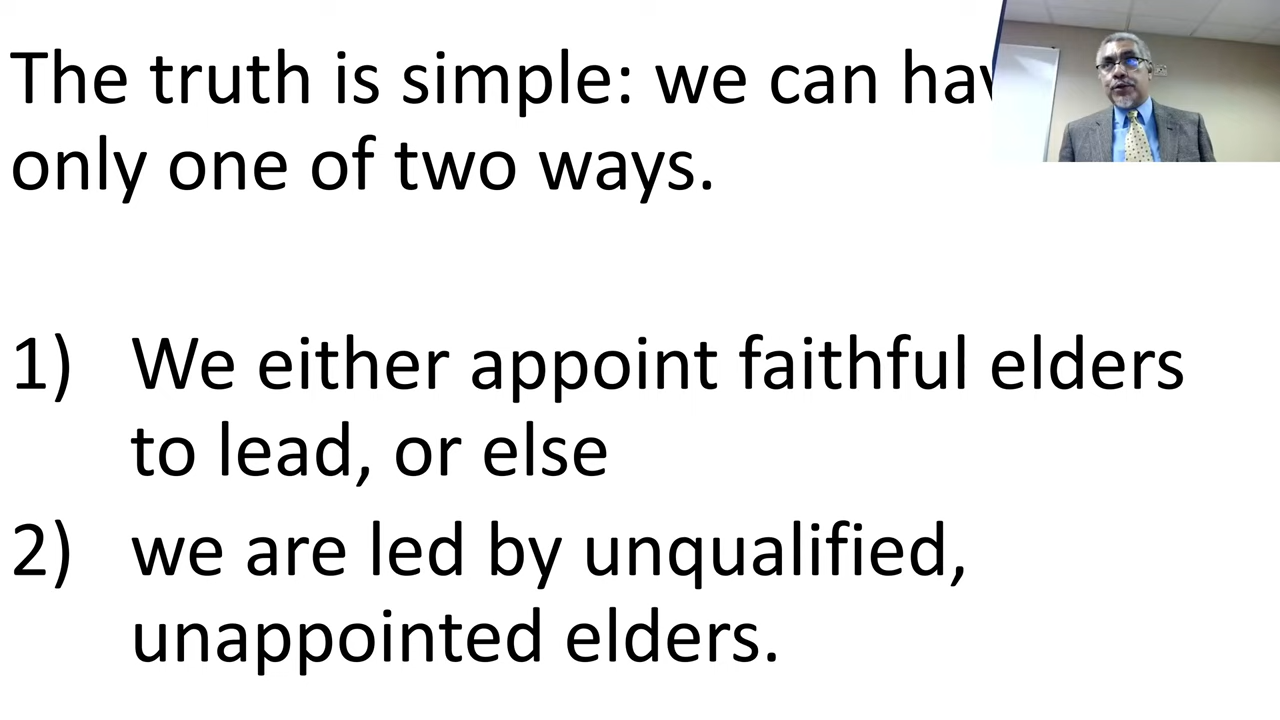 The truth is simple: we can
only one of two ways.
1) We either appoint faithful elders
to lead, or else
2) we are led by unqualified,
unappointed elders.